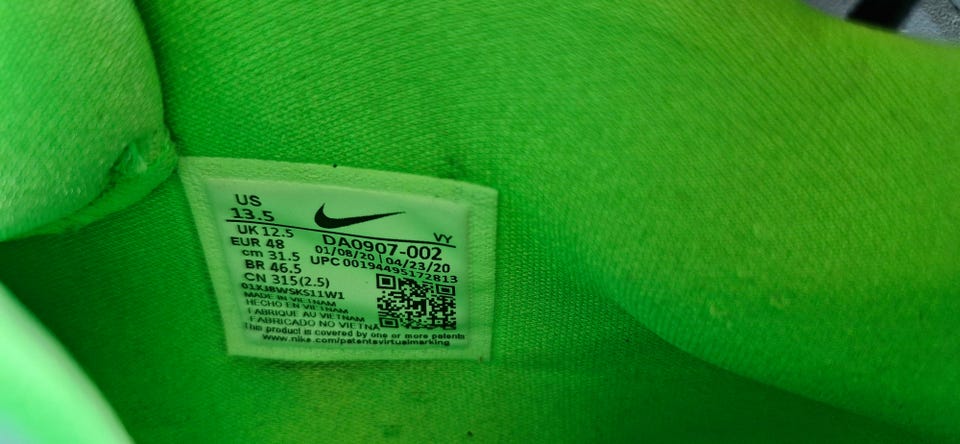 US
13.5
UK 12.5
EUR 48
cm 31.5
BR 46.5
CN 315(2.5)
VY
DA0907-002
01/08/20 | 04/23/20
UPC 00194495172813
01XJBWSKS11W1
MADE IN VIETNAM
HECHO EN VIETNAM
FABRIQUE AU VIETNAM
FABRICADO NO VIETNA
This product is covered by one or more patents
www.nike.com/patentsvirtualmarking